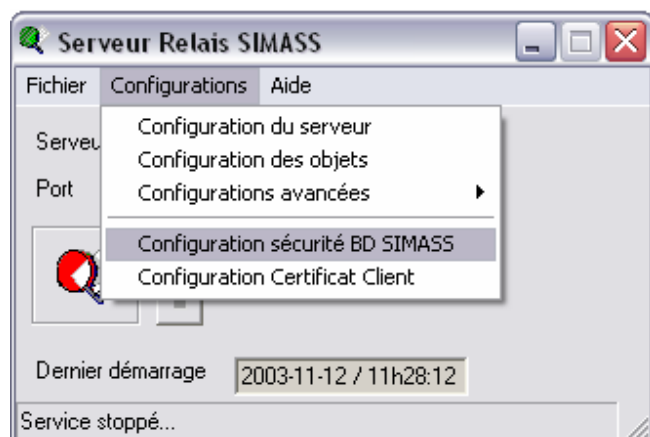 Serveur Relais SIMASS
Fichier Configurations Aide
Configuration du serveur
Configuration des objets
Configurations avancées
Configuration sécurité BD SIMASS
Configuration Certificat Client
Port
Dernier démarrage 2003-11-12 / 11h28:12
Service stoppé...